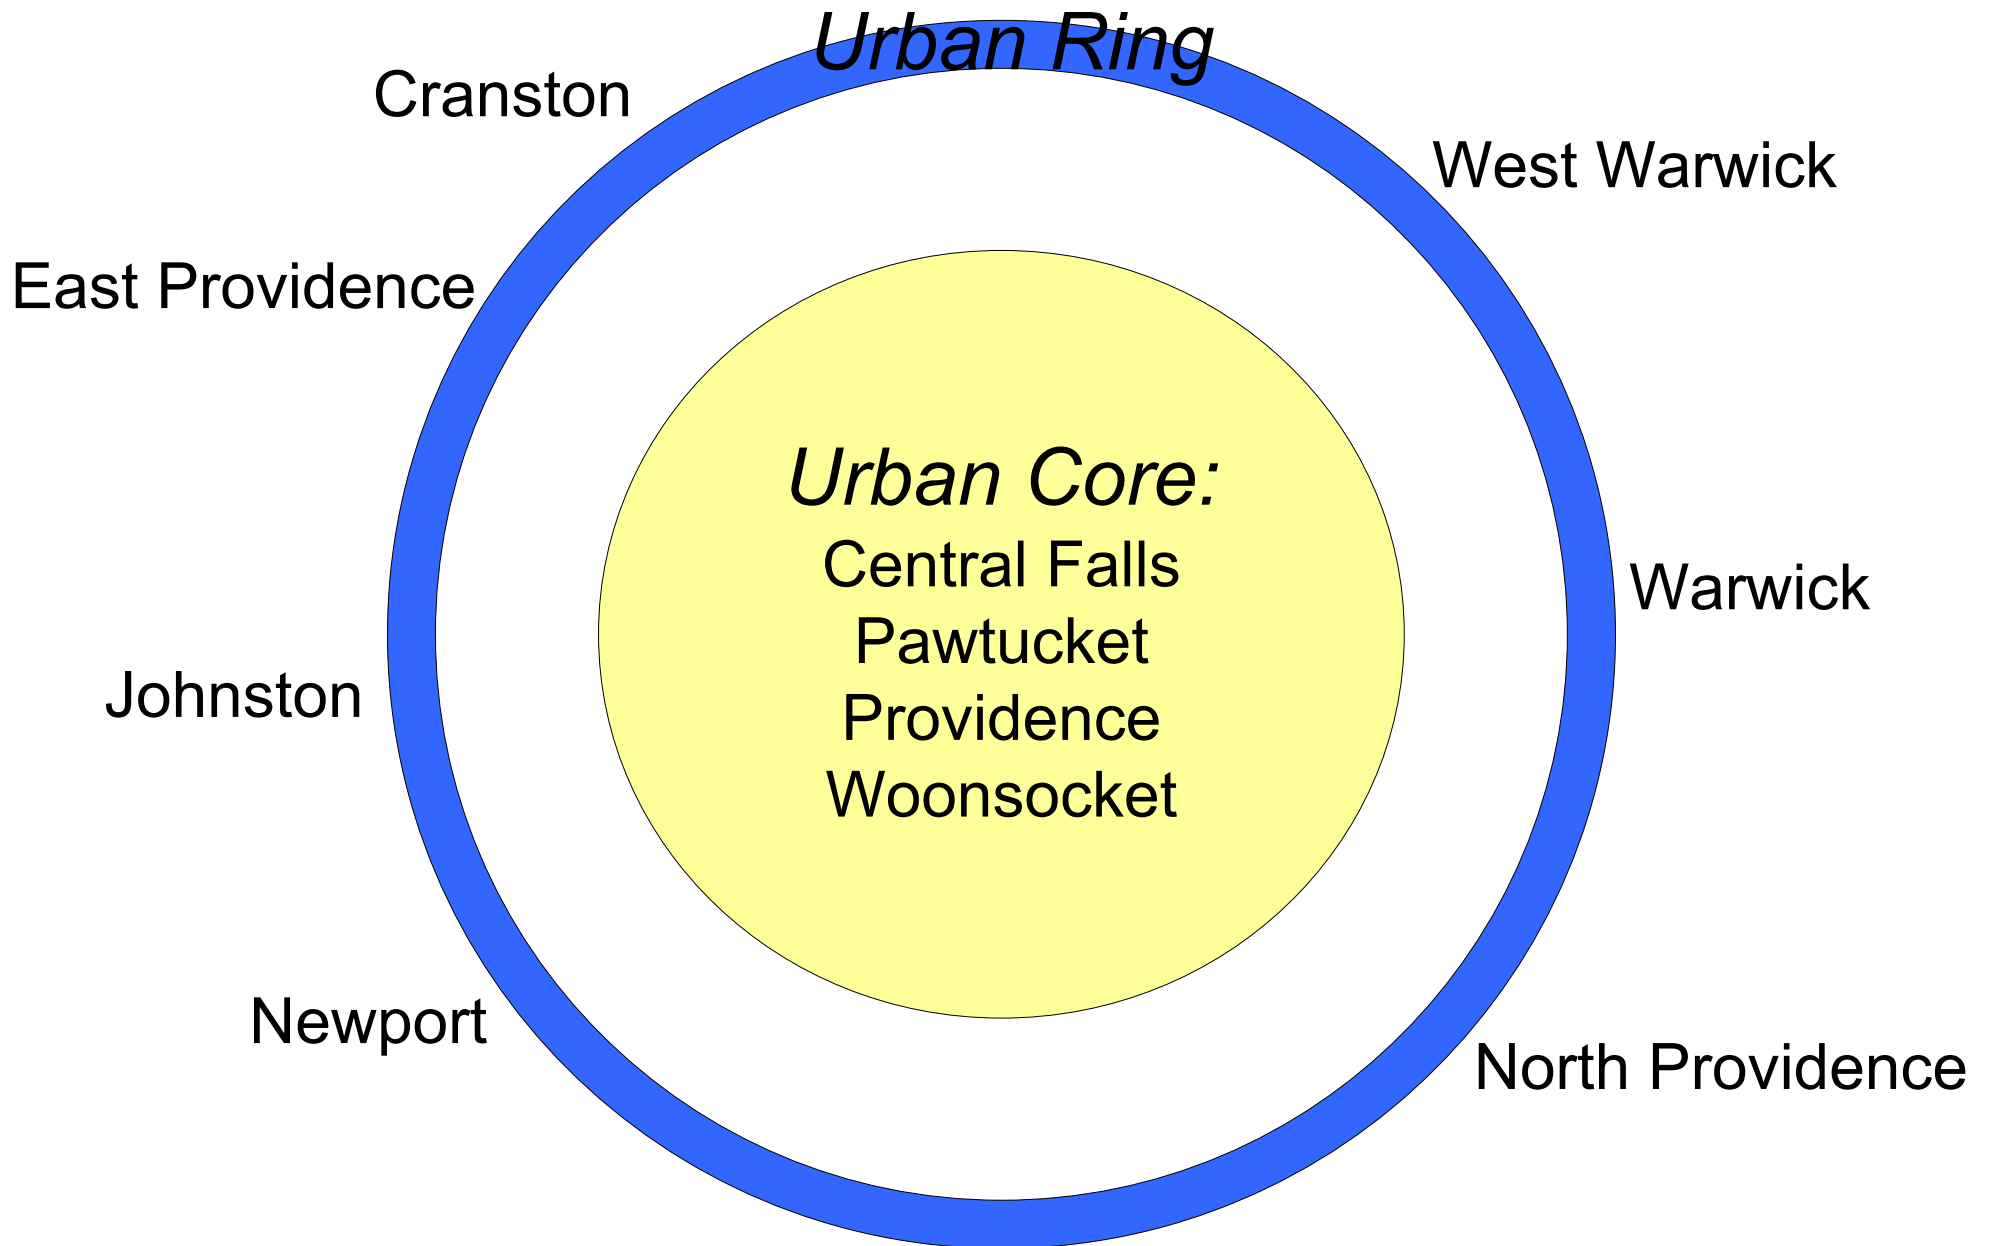 Urban Ring
Cranston
West Warwick
East Providence
Urban Core:
Central Falls
Pawtucket
Providence
Woonsocket
Warwick
Johnston
Newport
North Providence